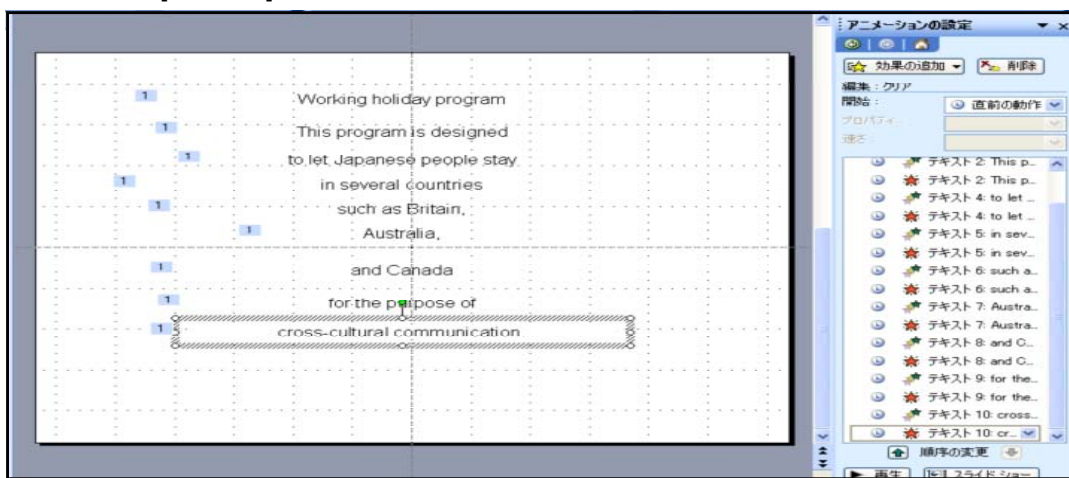 1 Working holiday program
1 This program is designed
1 to let Japanese people stay
1 in several countries
1 such as Britain,
1 Australia,
1 and Canada
1 for the purpose of
1 cross-cultural communication
アニメーションの設定
効果の追加 削除
編集：クリア
開始： 直前の動作
プロパティ：
速さ：
テキスト 2: This p...
テキスト 2: This p...
テキスト 4: to let ...
テキスト 4: to let ...
テキスト 5: in sev...
テキスト 5: in sev...
テキスト 6: such a...
テキスト 6: such a...
テキスト 7: Austra...
テキスト 7: Austra...
テキスト 8: and C...
テキスト 8: and C...
テキスト 9: for the...
テキスト 9: for the...
テキスト 10: cross...
テキスト 10: cr...
順序の変更
再生 スライド ショー